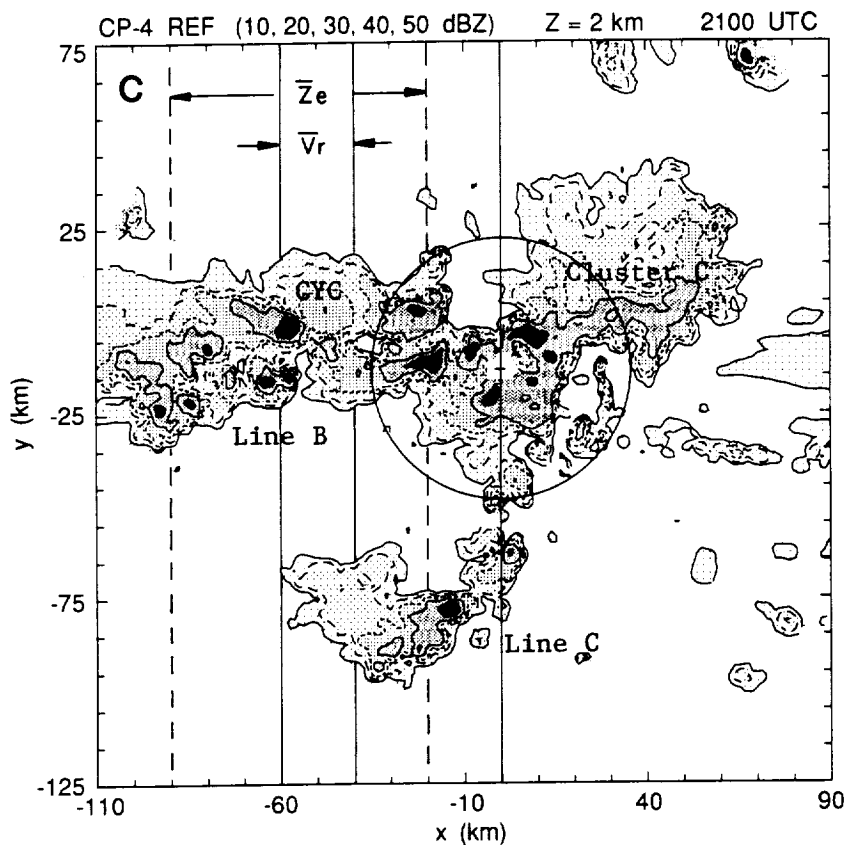 CP-4 REF (10, 20, 30, 40, 50 dBZ) Z = 2 km 2100 UTC
75
C
Z̅e
V̅r
25
Cluster C
CYC
-25
Line B
y (km)
-75
Line C
-125
-110 -60 -10 40 90
x (km)